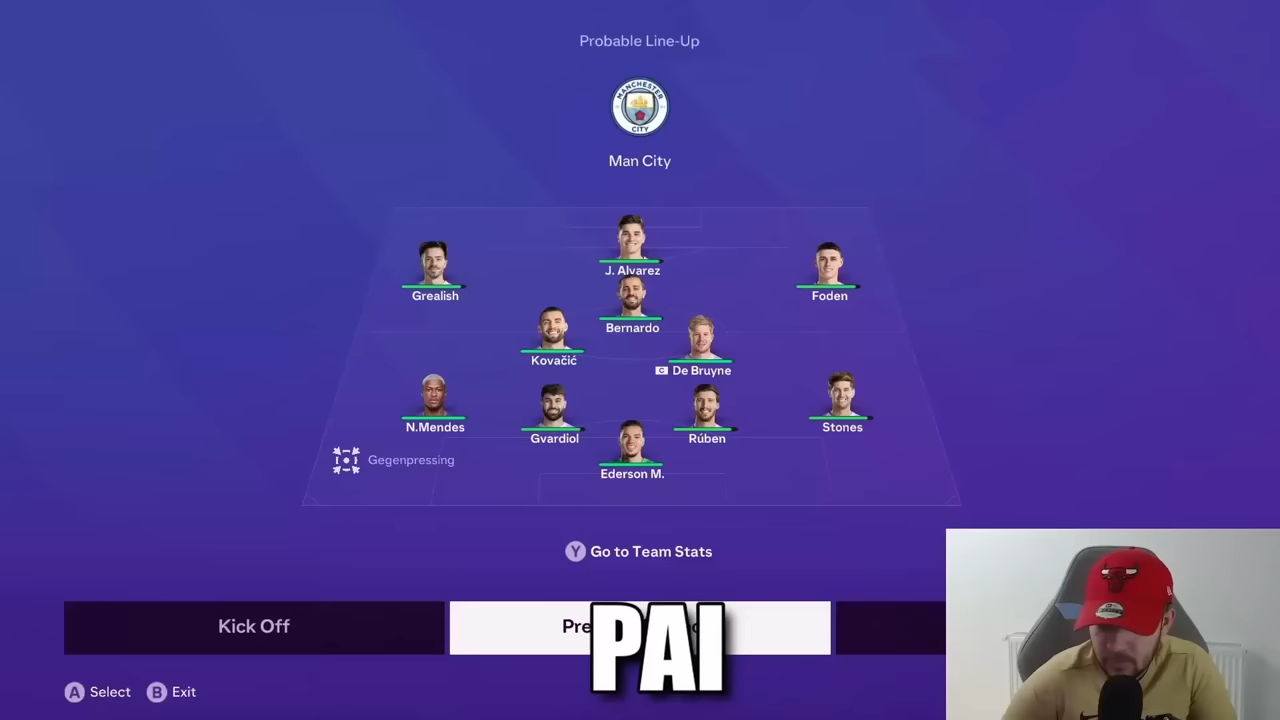 Probable Line-Up
MANCHESTER
CITY
Man City
J. Alvarez
Grealish
Foden
Bernardo
Kovačić
C De Bruyne
N.Mendes
Stones
Gvardiol
Rúben
Gegenpressing
Ederson M.
Y Go to Team Stats
Kick Off
PAI
A Select
B Exit